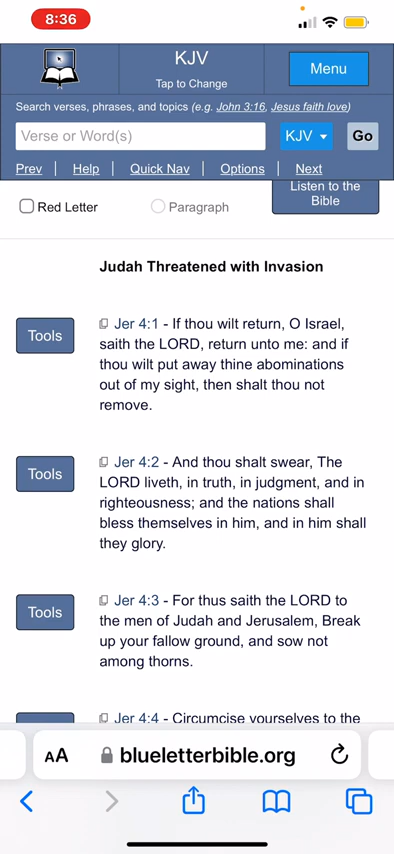 8:36
KJV
Tap to Change
Menu
Search verses, phrases, and topics (e.g. John 3:16, Jesus faith love)
Verse or Word(s)
KJV
Go
Prev | Help | Quick Nav | Options | Next
Red Letter
Paragraph
Listen to the
Bible
Judah Threatened with Invasion
Tools
Jer 4:1 - If thou wilt return, O Israel,
saith the LORD, return unto me: and if
thou wilt put away thine abominations
out of my sight, then shalt thou not
remove.
Tools
Jer 4:2 - And thou shalt swear, The
LORD liveth, in truth, in judgment, and in
righteousness; and the nations shall
bless themselves in him, and in him shall
they glory.
Tools
Jer 4:3 - For thus saith the LORD to
the men of Judah and Jerusalem, Break
up your fallow ground, and sow not
among thorns.
Jer 4:4 - Circumcise yourselves to the
AA
blueletterbible.org